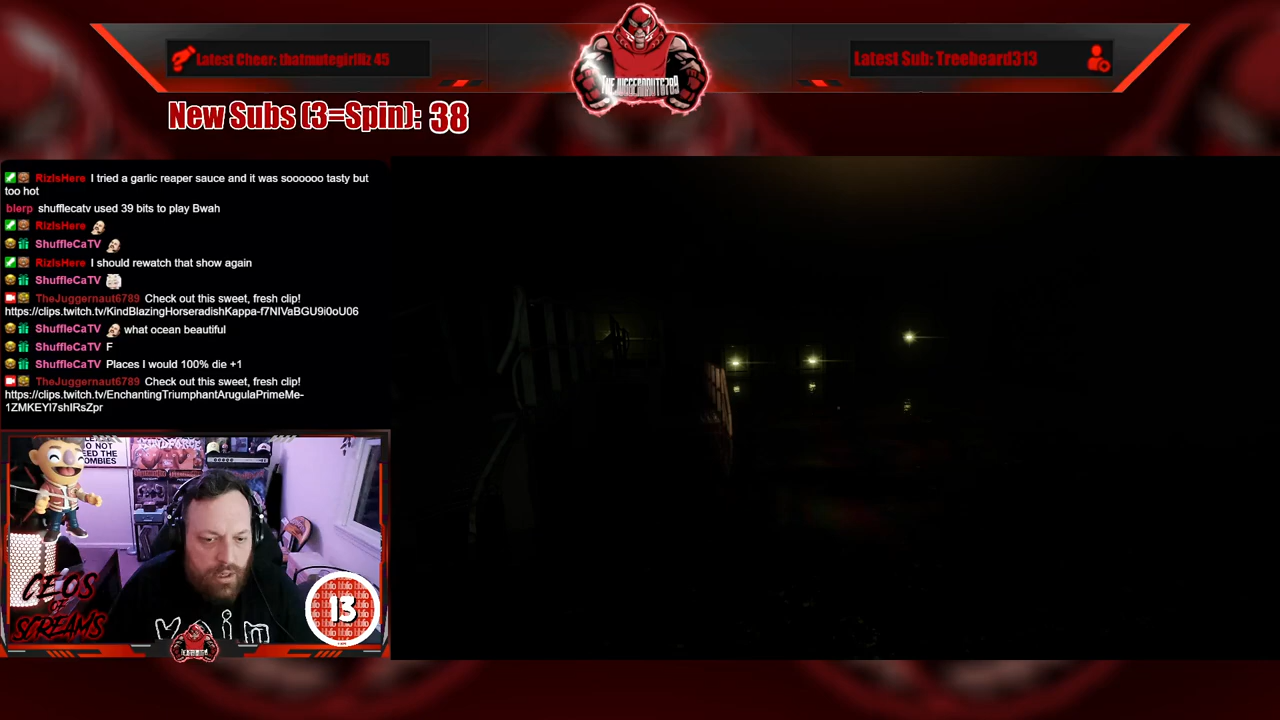 Latest Cheer: thatmutegirlliz 45
THEJUGGERNAUT6789
Latest Sub: Treebeard313
New Subs (3=Spin): 38
RizIsHere I tried a garlic reaper sauce and it was soooooo tasty but
too hot
blerp shufflecatv used 39 bits to play Bwah
RizIsHere
ShuffleCaTV
RizIsHere I should rewatch that show again
ShuffleCaTV
TheJuggernaut6789 Check out this sweet, fresh clip!
https://clips.twitch.tv/KindBlazingHorseradishKappa-f7NIVaBGU9i0oU06
ShuffleCaTV what ocean beautiful
ShuffleCaTV F
ShuffleCaTV Places I would 100% die +1
TheJuggernaut6789 Check out this sweet, fresh clip!
https://clips.twitch.tv/EnchantingTriumphantArugulaPrimeMe-
1ZMKEYl7shIRsZpr
DO NOT
FEED THE
ZOMBIES
CEOS
OF
SCREAMS
13